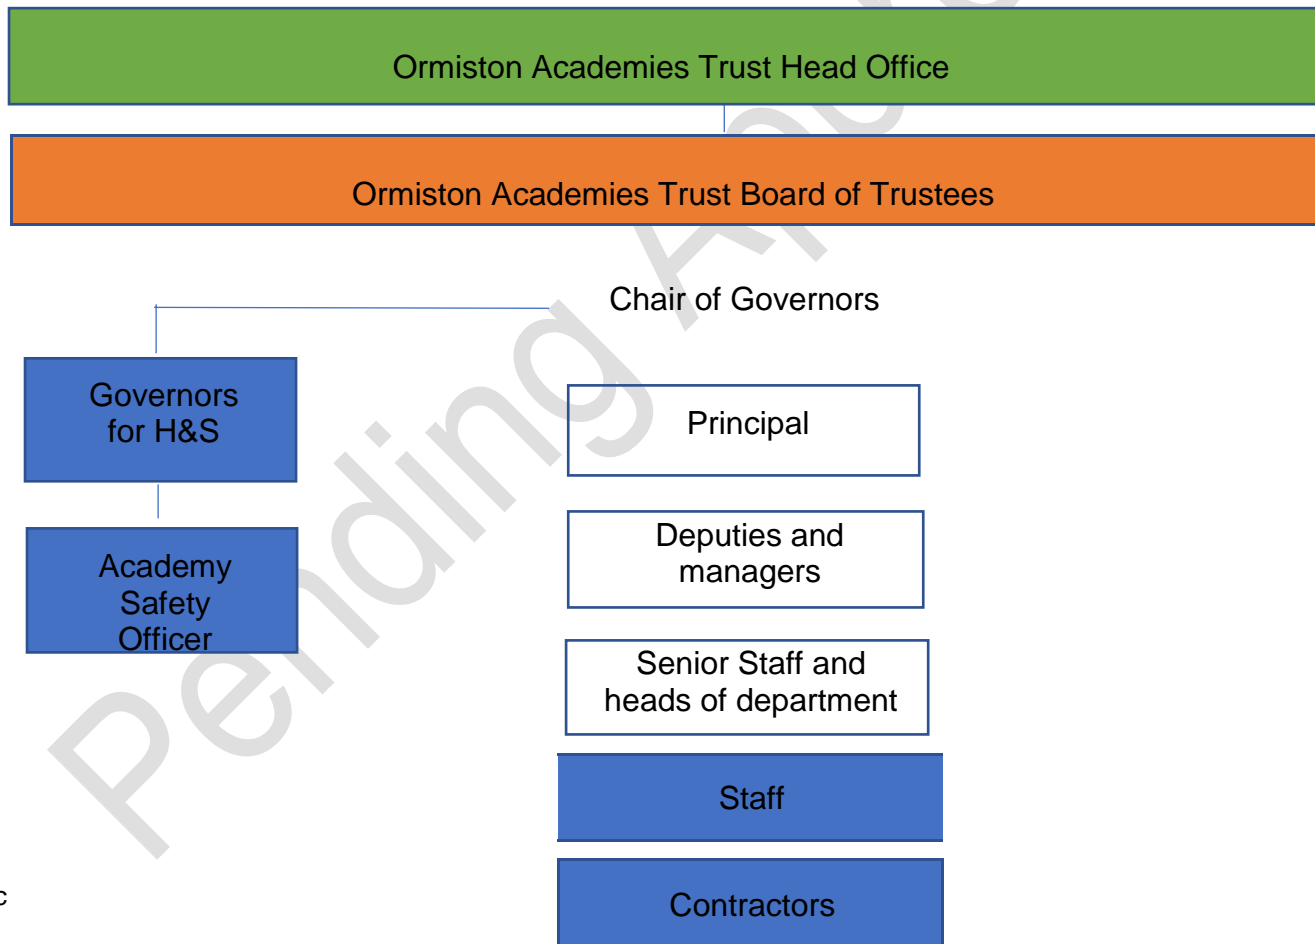 Ormiston Academies Trust Head Office
Ormiston Academies Trust Board of Trustees
Chair of Governors
Governors
for H&S
Principal
Academy
Safety
Officer
Deputies and
managers
Senior Staff and
heads of department
Staff
Contractors
c
Pending